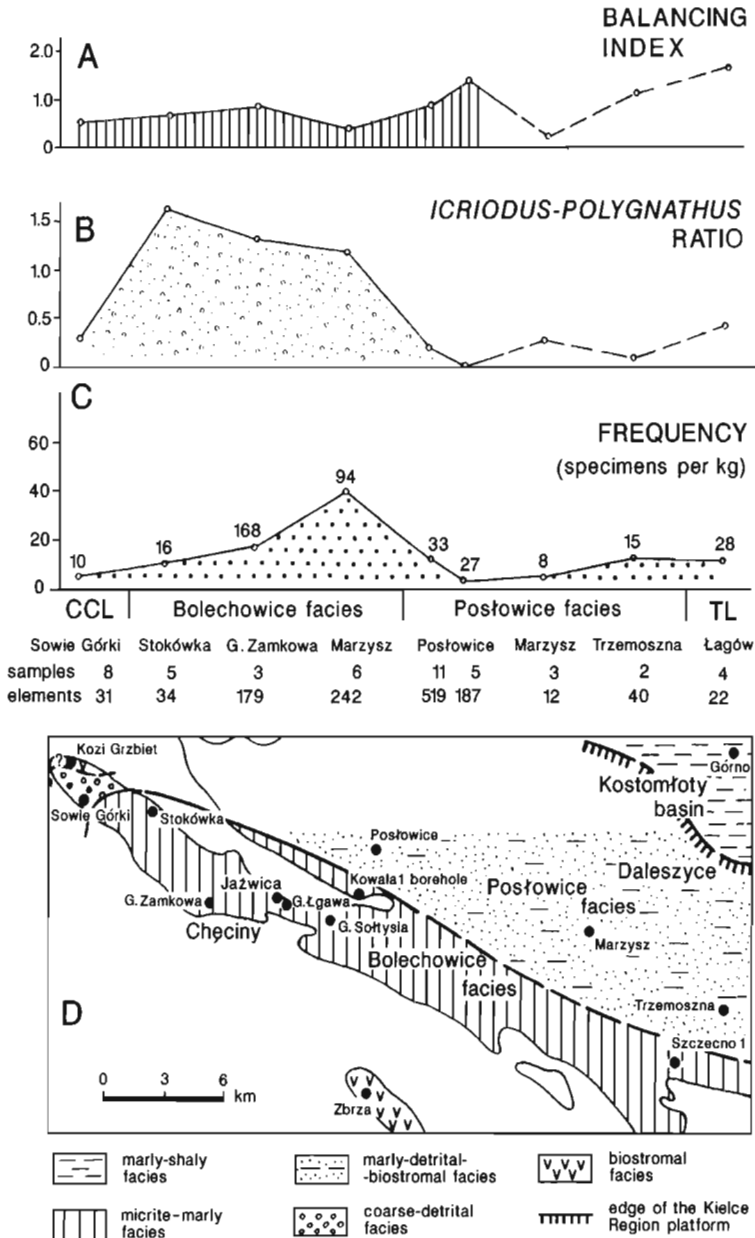 A
BALANCING
INDEX
2.0
1.0
0
B
ICRIODUS-POLYGNATHUS
RATIO
1.5
1.0
0.5
0
C
FREQUENCY
(specimens per kg)
60
40
20
0
10 16 168 94 33 27 8 15 28
CCL Bolechowice facies Posłowice facies TL
Sowie Górki Stokówka G. Zamkowa Marzysz Posłowice Marzysz Trzemoszna Łagów
samples 8 5 3 6 11 5 3 2 4
elements 31 34 179 242 519 187 12 40 22
Kozi Grzbiet
?
Górno
Kostomłoty
basin
Sowie Górki
Stokówka
Posłowice
Daleszyce
Kowala1 borehole
Posłowice
facies
Jaźwica
G. Zamkowa
G.Łgawa
G. Sołtysia
Chęciny
Marzysz
Bolechowice
facies
D
Trzemoszna
Szczecno 1
0 3 6
km
Zbrza
marly-shaly
facies
marly-detrital-
-biostromal facies
biostromal
facies
micrite-marly
facies
coarse-detrital
facies
edge of the Kielce
Region platform